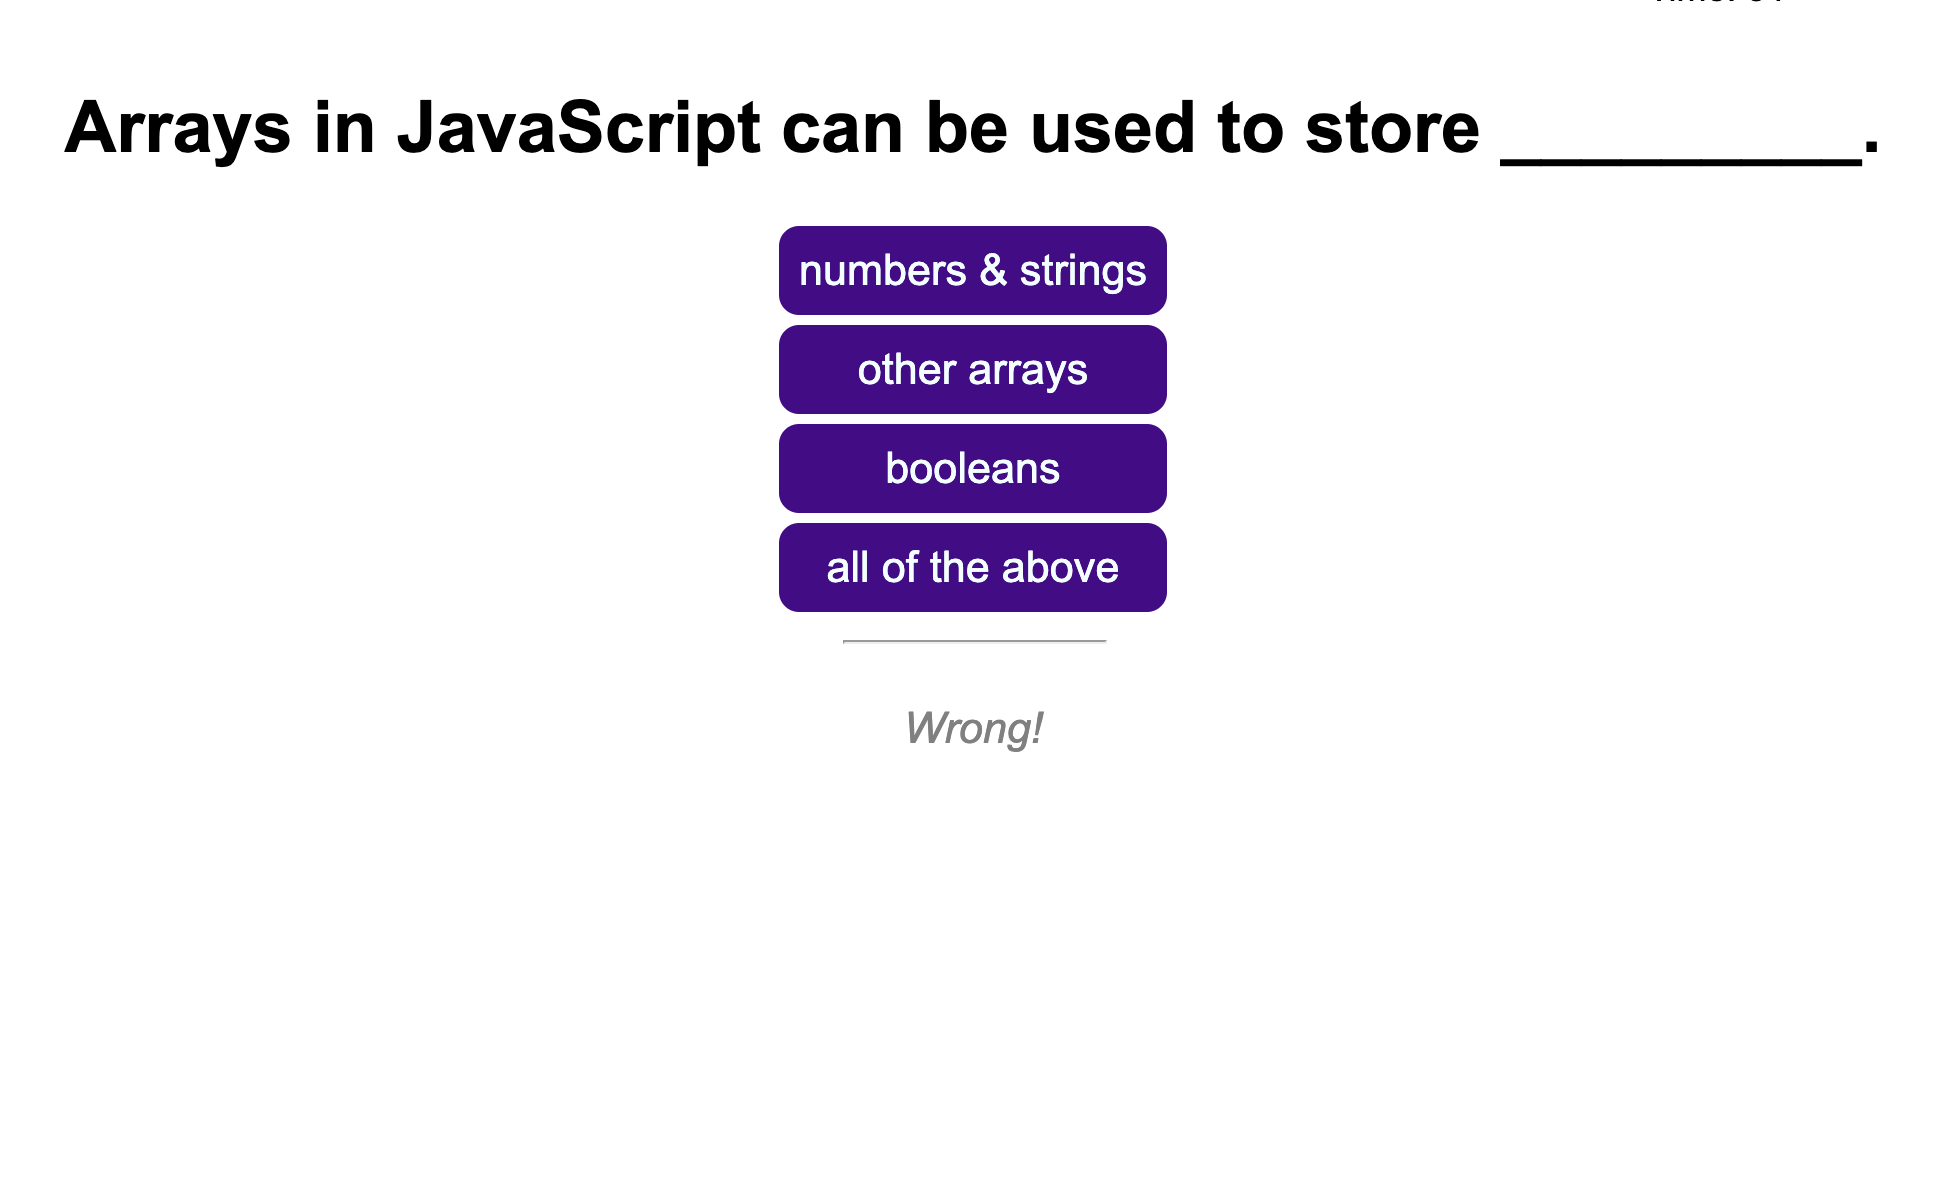 Arrays in JavaScript can be used to store _________.
numbers & strings
other arrays
booleans
all of the above
Wrong!